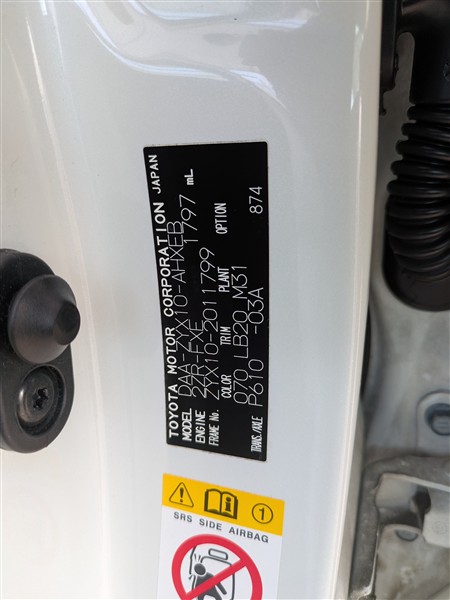 TOYOTA MOTOR CORPORATION JAPAN
MODEL DAA-ZYX10-AHXEB
ENGINE 2ZR-FXE 1797 mL
FRAME No. ZYX10-2011799
COLOR TRIM PLANT OPTION
070 LB20 M31 874
TRANS./AXLE P610 -03A
SRS SIDE AIRBAG